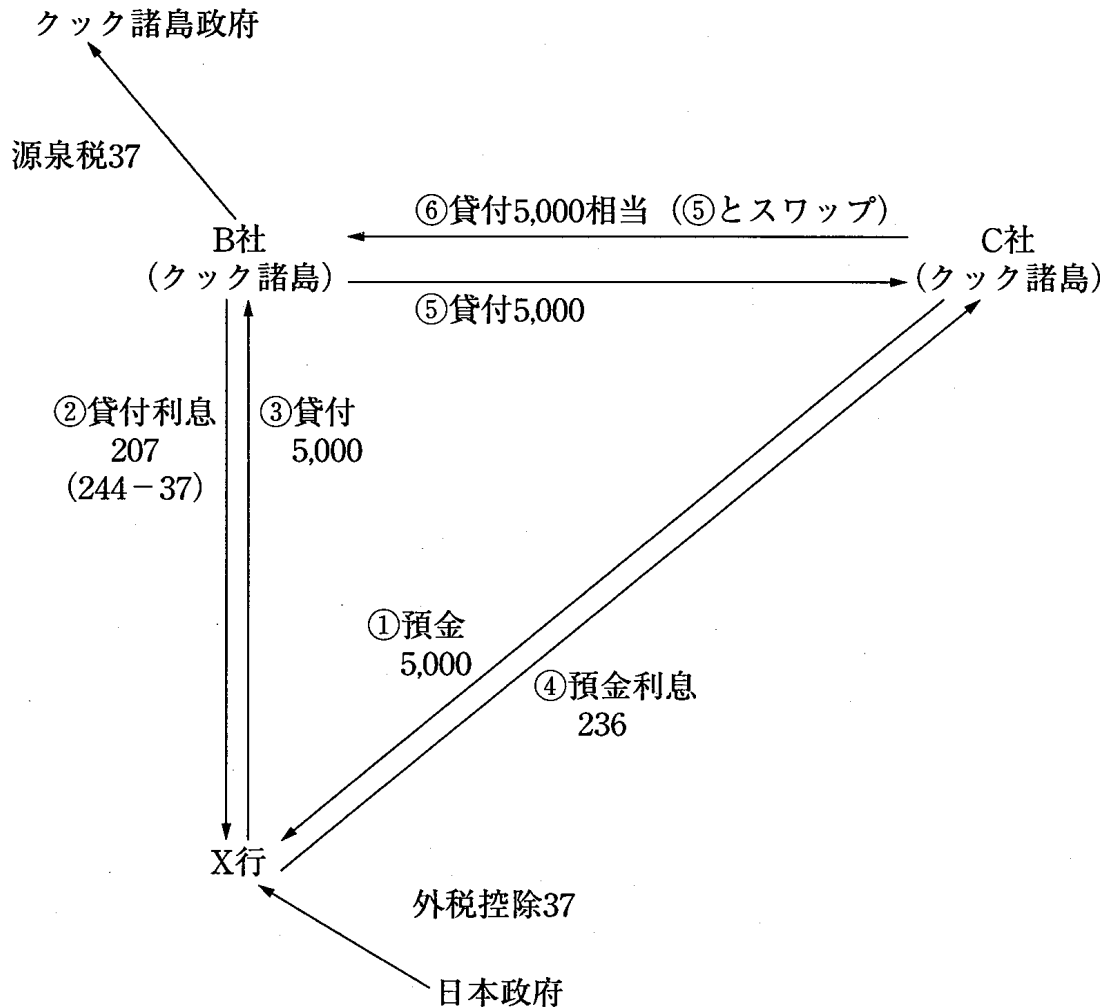 クック諸島政府
源泉税37
⑥貸付5,000相当（⑤とスワップ）
B社
（クック諸島）
C社
（クック諸島）
⑤貸付5,000
②貸付利息
207
（244－37）
③貸付
5,000
①預金
5,000
④預金利息
236
X行
外税控除37
日本政府